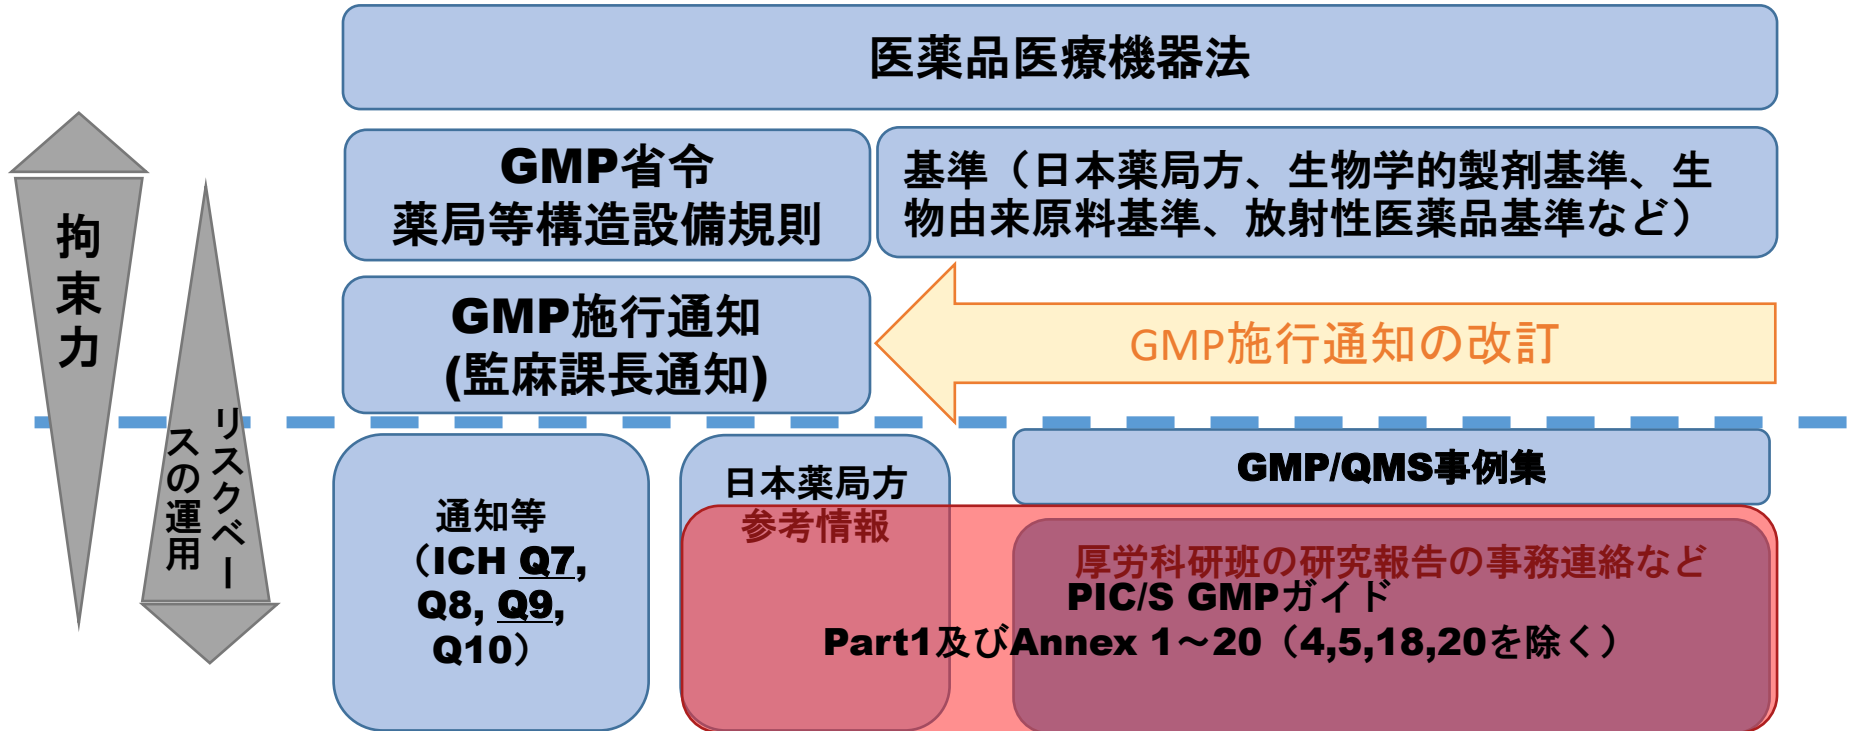 医薬品医療機器法
GMP省令
薬局等構造設備規則
基準（日本薬局方、生物学的製剤基準、生
物由来原料基準、放射性医薬品基準など）
拘束力
GMP施行通知
(監麻課長通知)
GMP施行通知の改訂
リスクベー
スの運用
通知等
（ICH Q7,
Q8, Q9,
Q10）
日本薬局方
参考情報
GMP/QMS事例集
厚労科研班の研究報告の事務連絡など
PIC/S GMPガイド
Part1及びAnnex 1～20（4,5,18,20を除く）